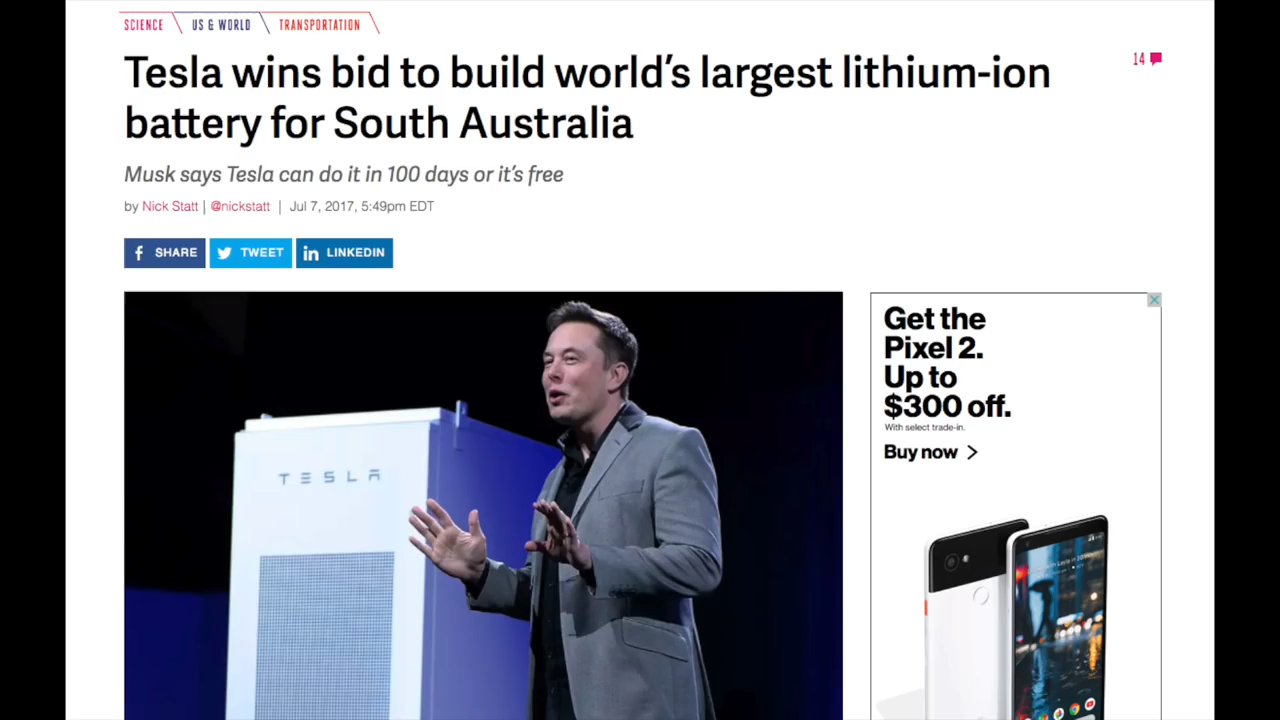 SCIENCE US & WORLD TRANSPORTATION
Tesla wins bid to build world's largest lithium-ion
battery for South Australia
14
Musk says Tesla can do it in 100 days or it's free
by Nick Statt | @nickstatt | Jul 7, 2017, 5:49pm EDT
SHARE TWEET LINKEDIN
TESLA
Get the
Pixel 2.
Up to
$300 off.
With select trade-in.
Buy now